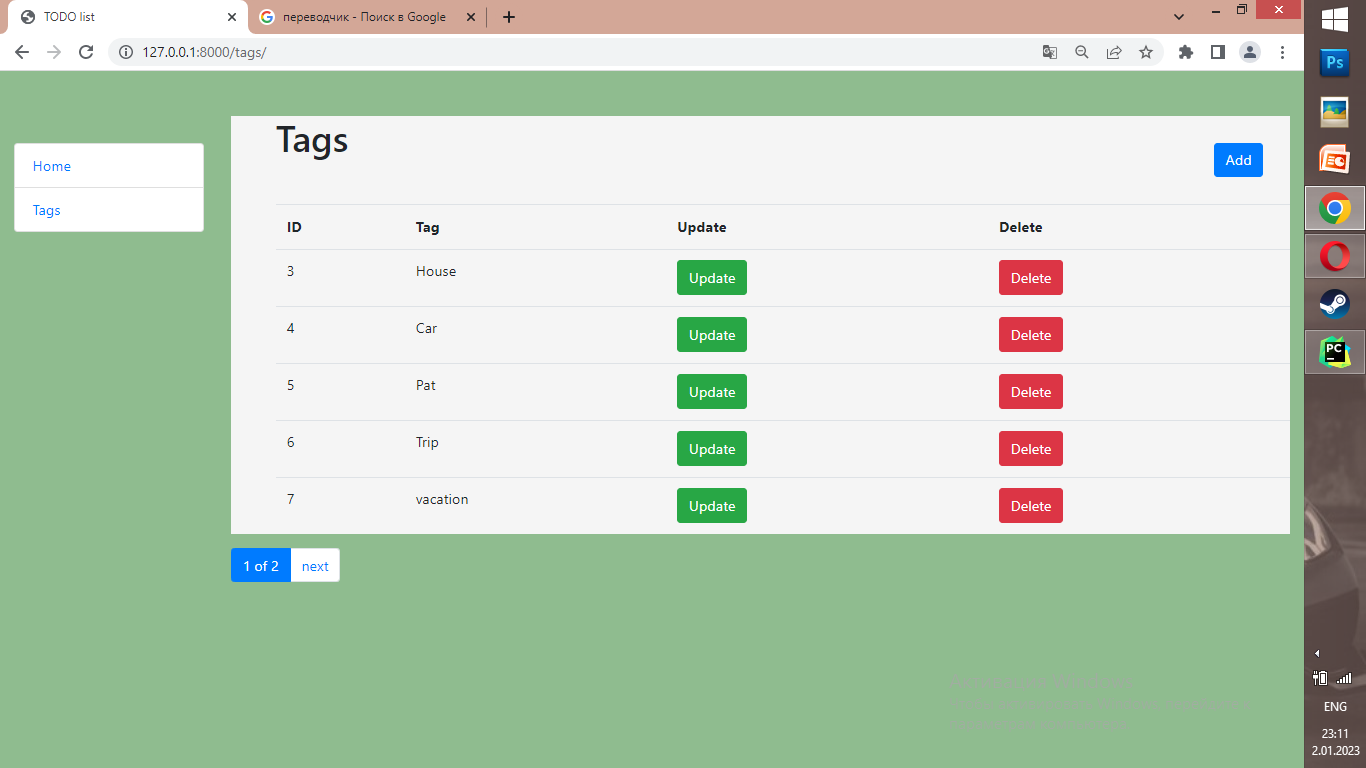 TODO list
переводчик - Поиск в Google
127.0.0.1:8000/tags/
Home
Tags
Tags
Add
ID Tag Update Delete
3 House Update Delete
4 Car Update Delete
5 Pat Update Delete
6 Trip Update Delete
7 vacation Update Delete
1 of 2 next
Ps
PC
ENG
23:11
2.01.2023